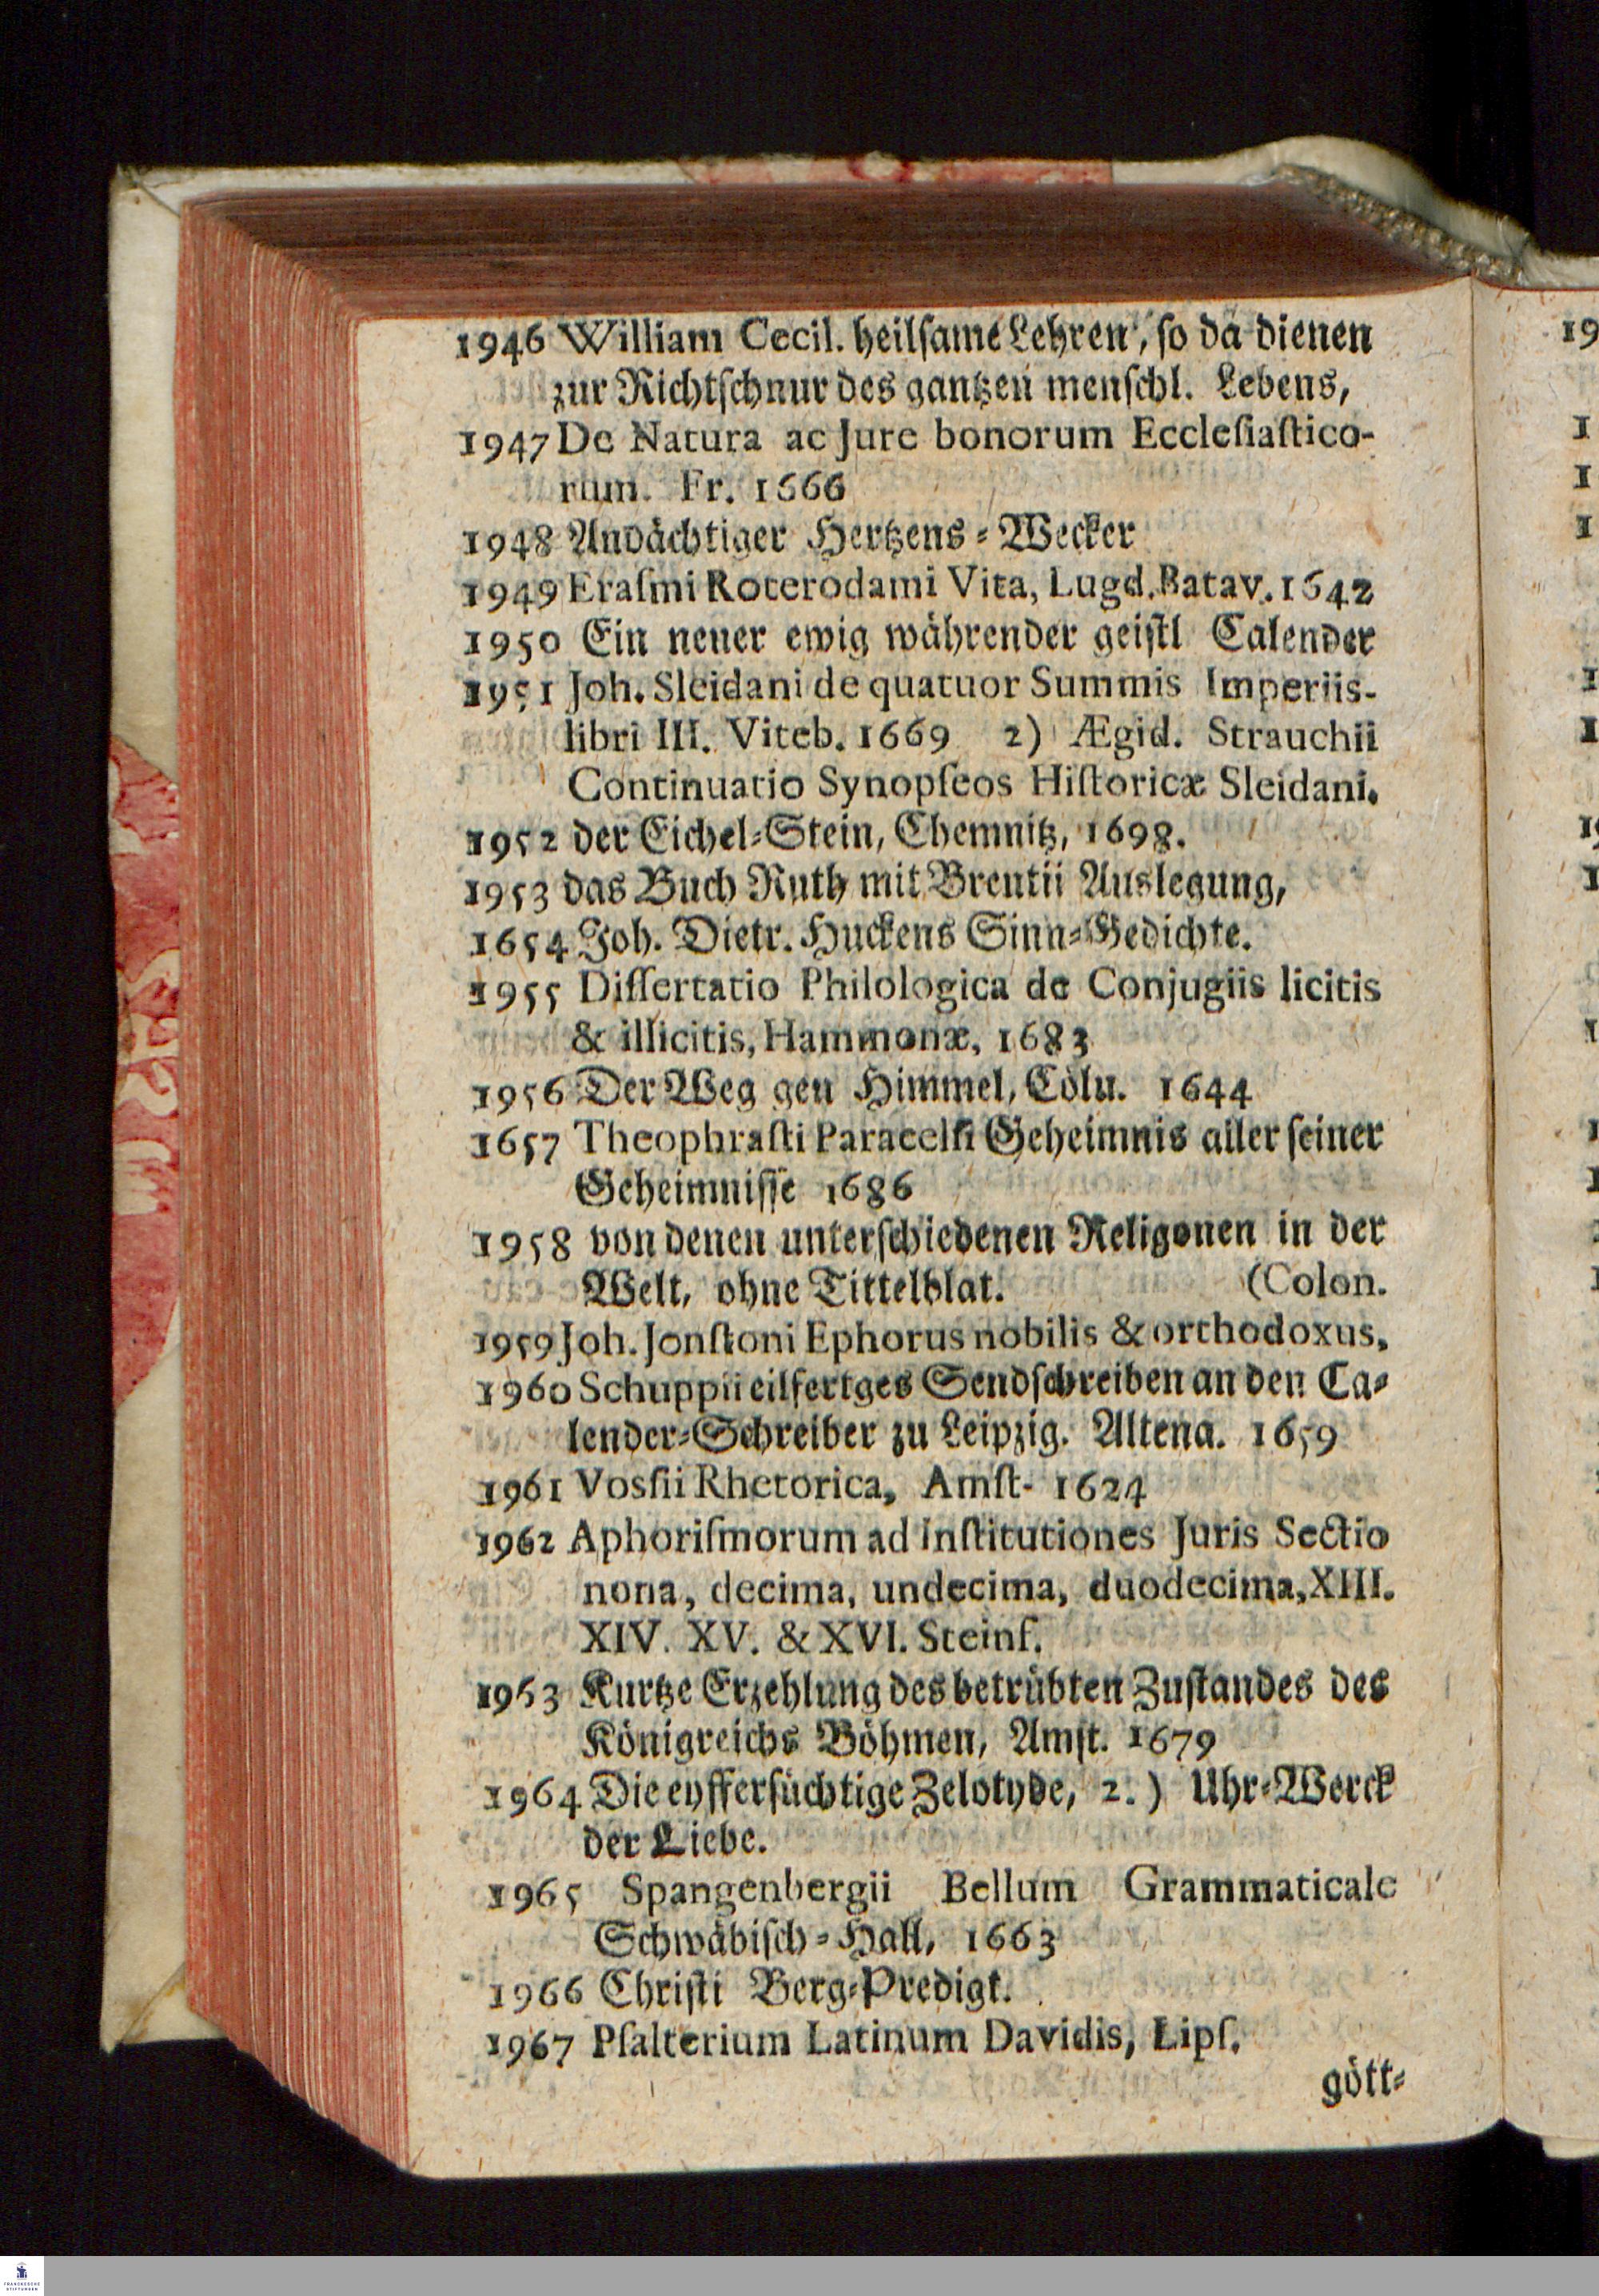 1946 William Cecil. heilſame Lehren, ſo da dienen
zur Richtſchnur des gantzen menſchl. Lebens,
1947 De Natura ac Jure bonorum Eccleſiaſtico-
rum. Fr. 1666
1948 Andächtiger Hertzens-Wecker
1949 Eraſmi Roterodami Vita, Lugd. Batav. 1642
1950 Ein neuer ewig währender geiſtl Calender
1951 Joh. Sleidani de quatuor Summis Imperiis-
libri III. Viteb. 1669 2) Ægid. Strauchii
Continuatio Synopſeos Hiſtoricæ Sleidani.
1952 der Eichel-Stein, Chemnitz, 1698.
1953 das Buch Ruth mit Brentii Auslegung,
1654 Joh. Dietr. Huckens Sinn-Gedichte.
1955 Diſſertatio Philologica de Conjugiis licitis
& illicitis, Hammonæ, 1683
1956 Der Weg gen Himmel, Cöln. 1644
1657 Theophraſti Paracelſi Geheimnis aller ſeiner
Geheimniſſe 1686
1958 von denen unterſchiedenen Religonen in der
Welt, ohne Tittelblat. (Colon.
1959 Joh. Jonſtoni Ephorus nobilis & orthodoxus,
1960 Schuppii eilfertges Sendſchreiben an den Ca-
lender-Schreiber zu Leipzig. Altena. 1659
1961 Vosſii Rhetorica, Amſt- 1624
1962 Aphoriſmorum ad Inſtitutiones Juris Sectio
nona, decima, undecima, duodecima, XIII.
XIV. XV. & XVI. Steinf.
1963 Kurtze Erzehlung des betrübten Zuſtandes des
Königreichs Böhmen, Amſt. 1679
1964 Die eyfferſüchtige Zelotyde, 2.) Uhr-Werck
der Liebe.
1965 Spangenbergii Bellum Grammaticale
Schwäbiſch-Hall, 1663
1966 Chriſti Berg-Predigt.
1967 Pſalterium Latinum Davidis, Lipſ.
gött-
FRANCKESCHE
STIFTUNGEN